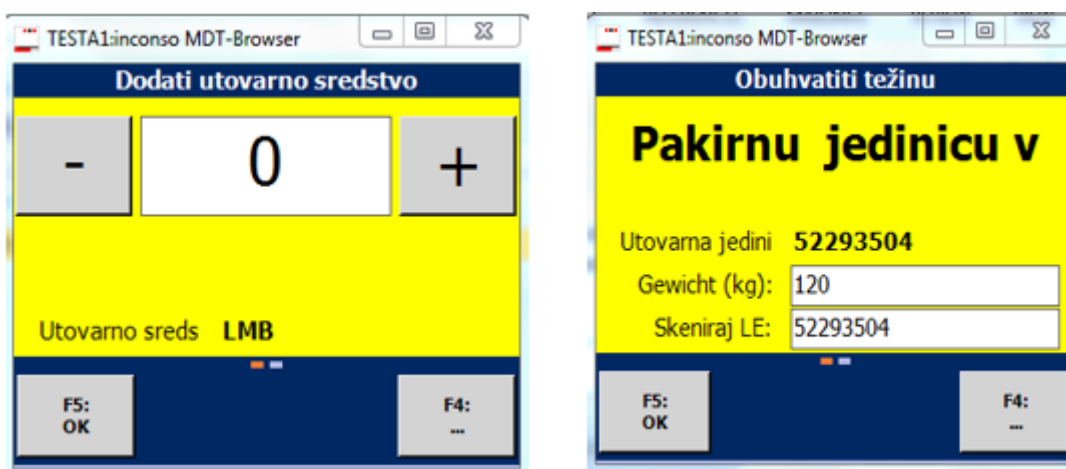 TESTA1:inconso MDT-Browser
Dodati utovarno sredstvo
- 0 +
Utovarno sreds LMB
F5:
OK
F4:
...
TESTA1:inconso MDT-Browser
Obuhvatiti težinu
Pakirnu jedinicu v
Utovarna jedini 52293504
Gewicht (kg): 120
Skeniraj LE: 52293504
F5:
OK
F4:
...